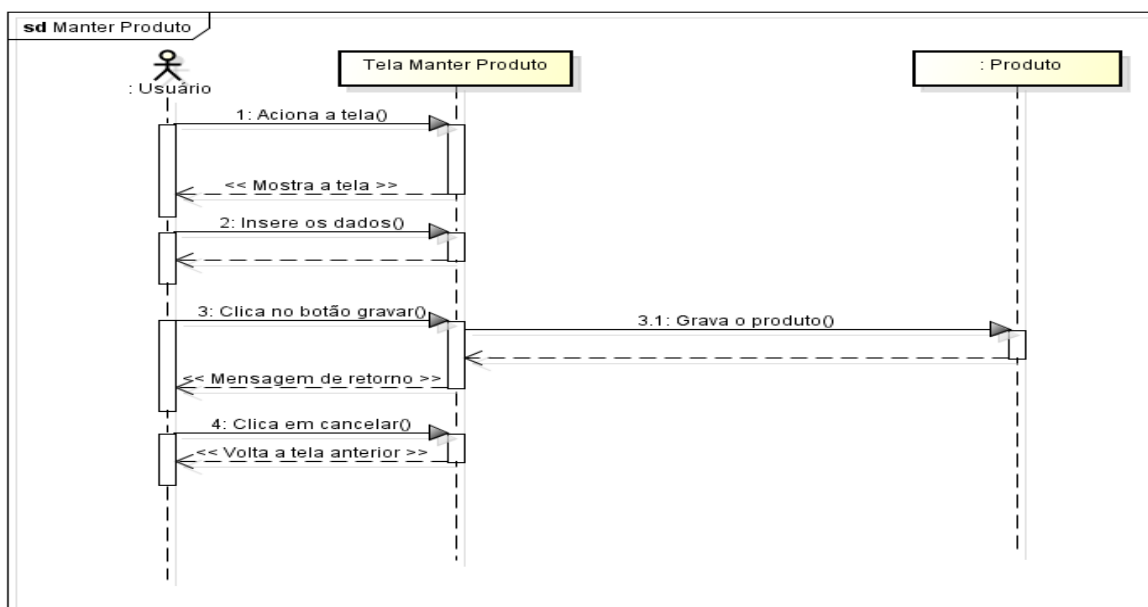 sd Manter Produto
: Usuário
Tela Manter Produto
: Produto
1: Aciona a tela()
<< Mostra a tela >>
2: Insere os dados()
3: Clica no botão gravar()
3.1: Grava o produto()
<< Mensagem de retorno >>
4: Clica em cancelar()
<< Volta a tela anterior >>